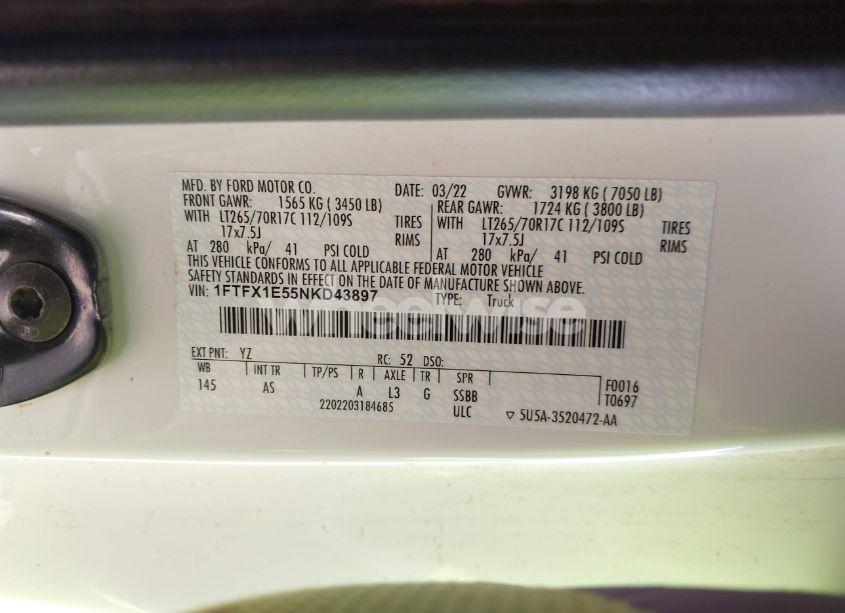 MFD. BY FORD MOTOR CO. DATE: 03/22 GVWR: 3198 KG ( 7050 LB)
FRONT GAWR: 1565 KG ( 3450 LB) REAR GAWR: 1724 KG ( 3800 LB)
WITH LT265/70R17C 112/109S TIRES WITH LT265/70R17C 112/109S TIRES
17x7.5J RIMS 17x7.5J RIMS
AT 280 kPa/ 41 PSI COLD AT 280 kPa/ 41 PSI COLD
THIS VEHICLE CONFORMS TO ALL APPLICABLE FEDERAL MOTOR VEHICLE
SAFETY STANDARDS IN EFFECT ON THE DATE OF MANUFACTURE SHOWN ABOVE.
VIN: 1FTFX1E55NKD43897 TYPE: Truck
EXT PNT: YZ RC: 52 DSO:
WB INT TR TP/PS R AXLE TR SPR F0016
145 AS A L3 G SSBB T0697
2202203184685 ULC ▽ 5U5A-3520472-AA